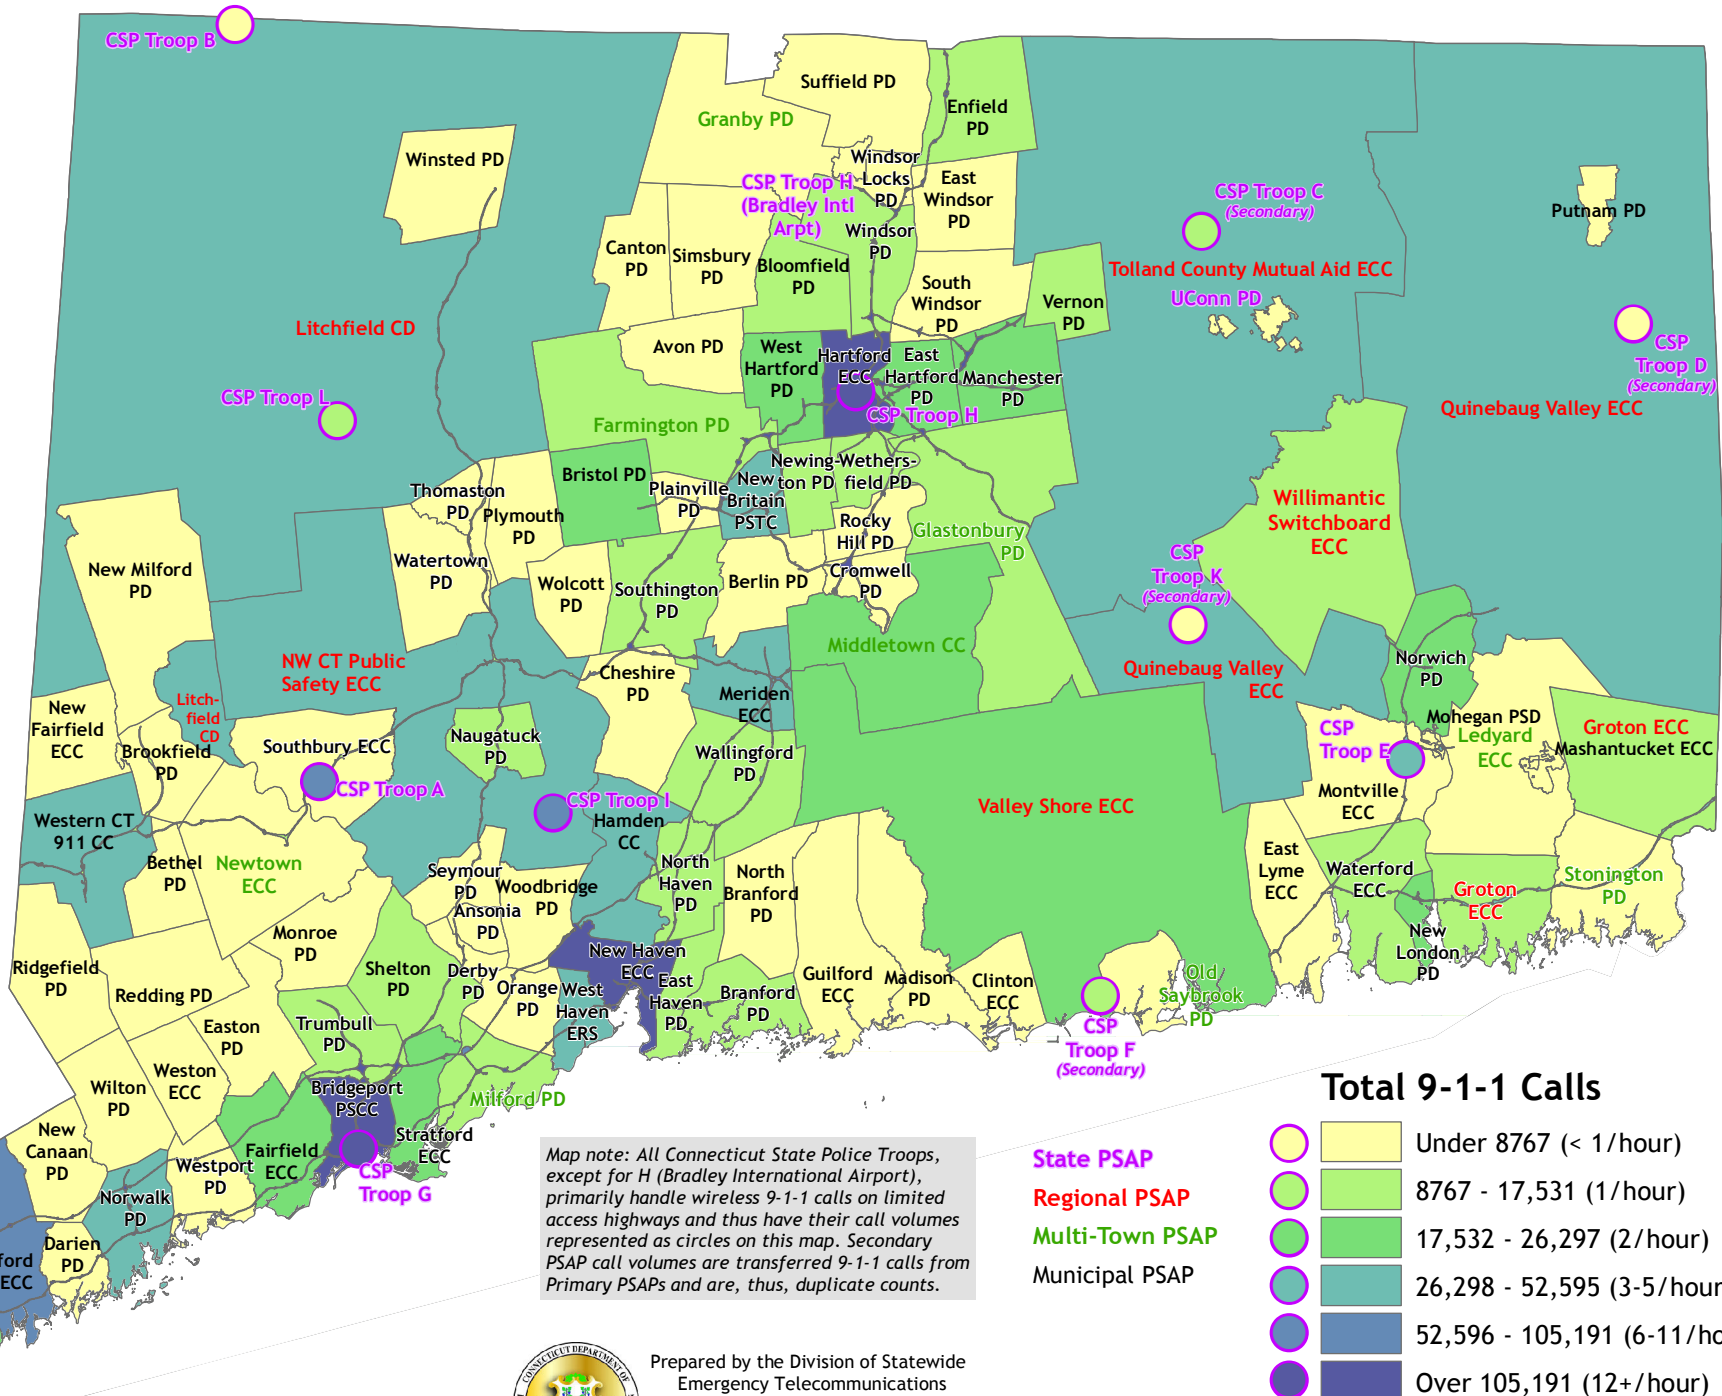 CSP Troop B
Suffield PD
Granby PD
Enfield
PD
Winsted PD
Windsor
Locks
PD
East
Windsor
PD
CSP Troop H
(Bradley Intl
Arpt)
CSP Troop C
(Secondary)
Putnam PD
Windsor
PD
Canton
PD
Simsbury
PD
Bloomfield
PD
Tolland County Mutual Aid ECC
UConn PD
South
Windsor
PD
Vernon
PD
Litchfield CD
CSP
Troop D
(Secondary)
Avon PD
West
Hartford
PD
Hartford
ECC
East
Hartford
PD
Manchester
PD
CSP Troop L
CSP Troop H
Quinebaug Valley ECC
Farmington PD
Bristol PD
Plainville
PD
New
Britain
PSTC
Newing-
ton PD
Wethers-
field PD
Thomaston
PD
Plymouth
PD
Rocky
Hill PD
Glastonbury
PD
Willimantic
Switchboard
ECC
New Milford
PD
Watertown
PD
Wolcott
PD
Southington
PD
Berlin PD
Cromwell
PD
CSP
Troop K
(Secondary)
Middletown CC
NW CT Public
Safety ECC
Cheshire
PD
Quinebaug Valley
ECC
Norwich
PD
Litch-
field
CD
Meriden
ECC
New
Fairfield
ECC
Brookfield
PD
Southbury ECC
Naugatuck
PD
Wallingford
PD
CSP
Troop E
Mohegan PSD
Ledyard
ECC
Groton ECC
Mashantucket ECC
CSP Troop A
CSP Troop I
Hamden
CC
Valley Shore ECC
Montville
ECC
Western CT
911 CC
Bethel
PD
Newtown
ECC
Seymour
PD
Woodbridge
PD
North
Haven
PD
North
Branford
PD
East
Lyme
ECC
Waterford
ECC
Groton
ECC
Stonington
PD
Ansonia
PD
Monroe
PD
New
London
PD
New Haven
ECC
Ridgefield
PD
Redding PD
Shelton
PD
Derby
PD
Orange
PD
West
Haven
ERS
East
Haven
PD
Branford
PD
Guilford
ECC
Madison
PD
Clinton
ECC
Old
Saybrook
PD
Easton
PD
Trumbull
PD
CSP
Troop F
(Secondary)
Wilton
PD
Weston
ECC
Bridgeport
PSCC
Milford PD
New
Canaan
PD
Fairfield
ECC
Stratford
ECC
Westport
PD
CSP
Troop G
Norwalk
PD
Darien
PD
ford
ECC
Map note: All Connecticut State Police Troops,
except for H (Bradley International Airport),
primarily handle wireless 9-1-1 calls on limited
access highways and thus have their call volumes
represented as circles on this map. Secondary
PSAP call volumes are transferred 9-1-1 calls from
Primary PSAPs and are, thus, duplicate counts.
State PSAP
Regional PSAP
Multi-Town PSAP
Municipal PSAP
Total 9-1-1 Calls
Under 8767 (< 1/hour)
8767 - 17,531 (1/hour)
17,532 - 26,297 (2/hour)
26,298 - 52,595 (3-5/hour
52,596 - 105,191 (6-11/ho
Over 105,191 (12+/hour)
CONNECTICUT DEPARTMENT OF
Prepared by the Division of Statewide
Emergency Telecommunications